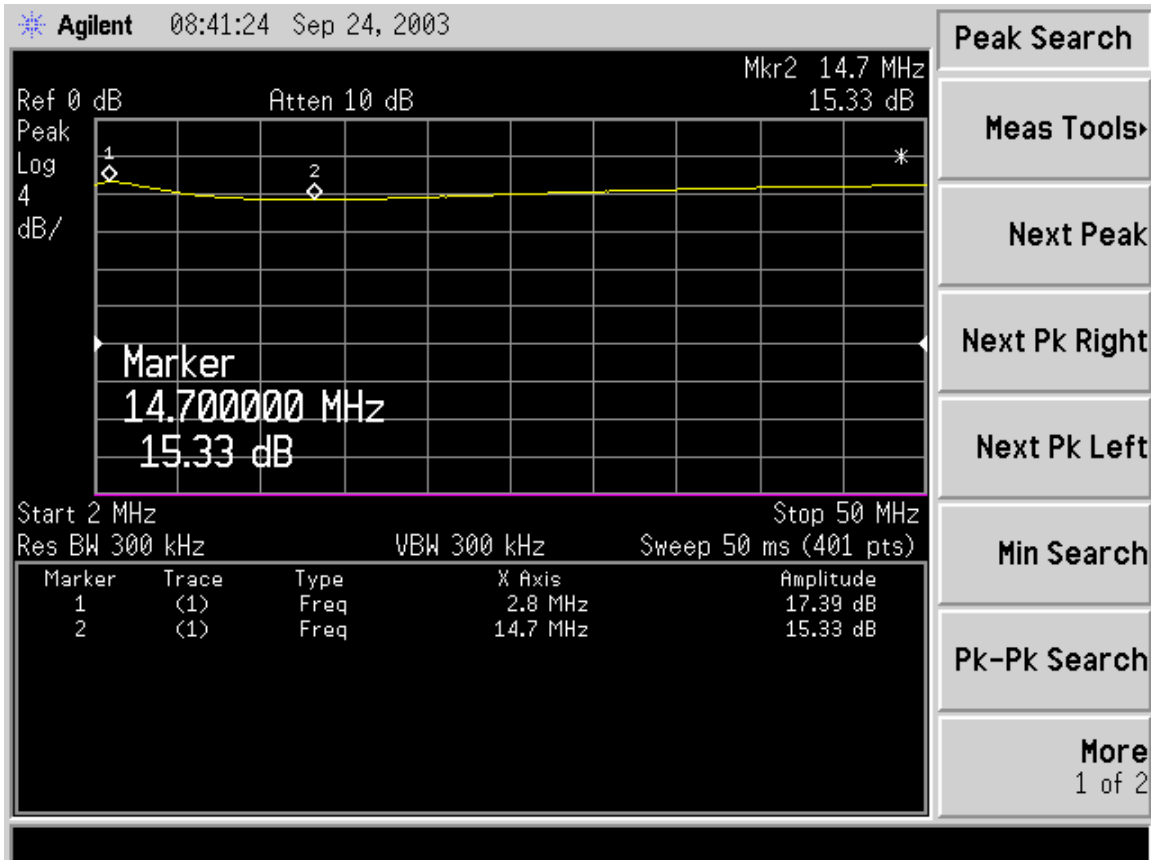 Agilent 08:41:24 Sep 24, 2003
Peak Search
Mkr2 14.7 MHz
Ref 0 dB Atten 10 dB 15.33 dB
Peak
Log
4
dB/
1
2
*
Marker
14.700000 MHz
15.33 dB
Start 2 MHz Stop 50 MHz
Res BW 300 kHz VBW 300 kHz Sweep 50 ms (401 pts)
Marker Trace Type X Axis Amplitude
1 (1) Freq 2.8 MHz 17.39 dB
2 (1) Freq 14.7 MHz 15.33 dB
Meas Tools
Next Peak
Next Pk Right
Next Pk Left
Min Search
Pk-Pk Search
More
1 of 2